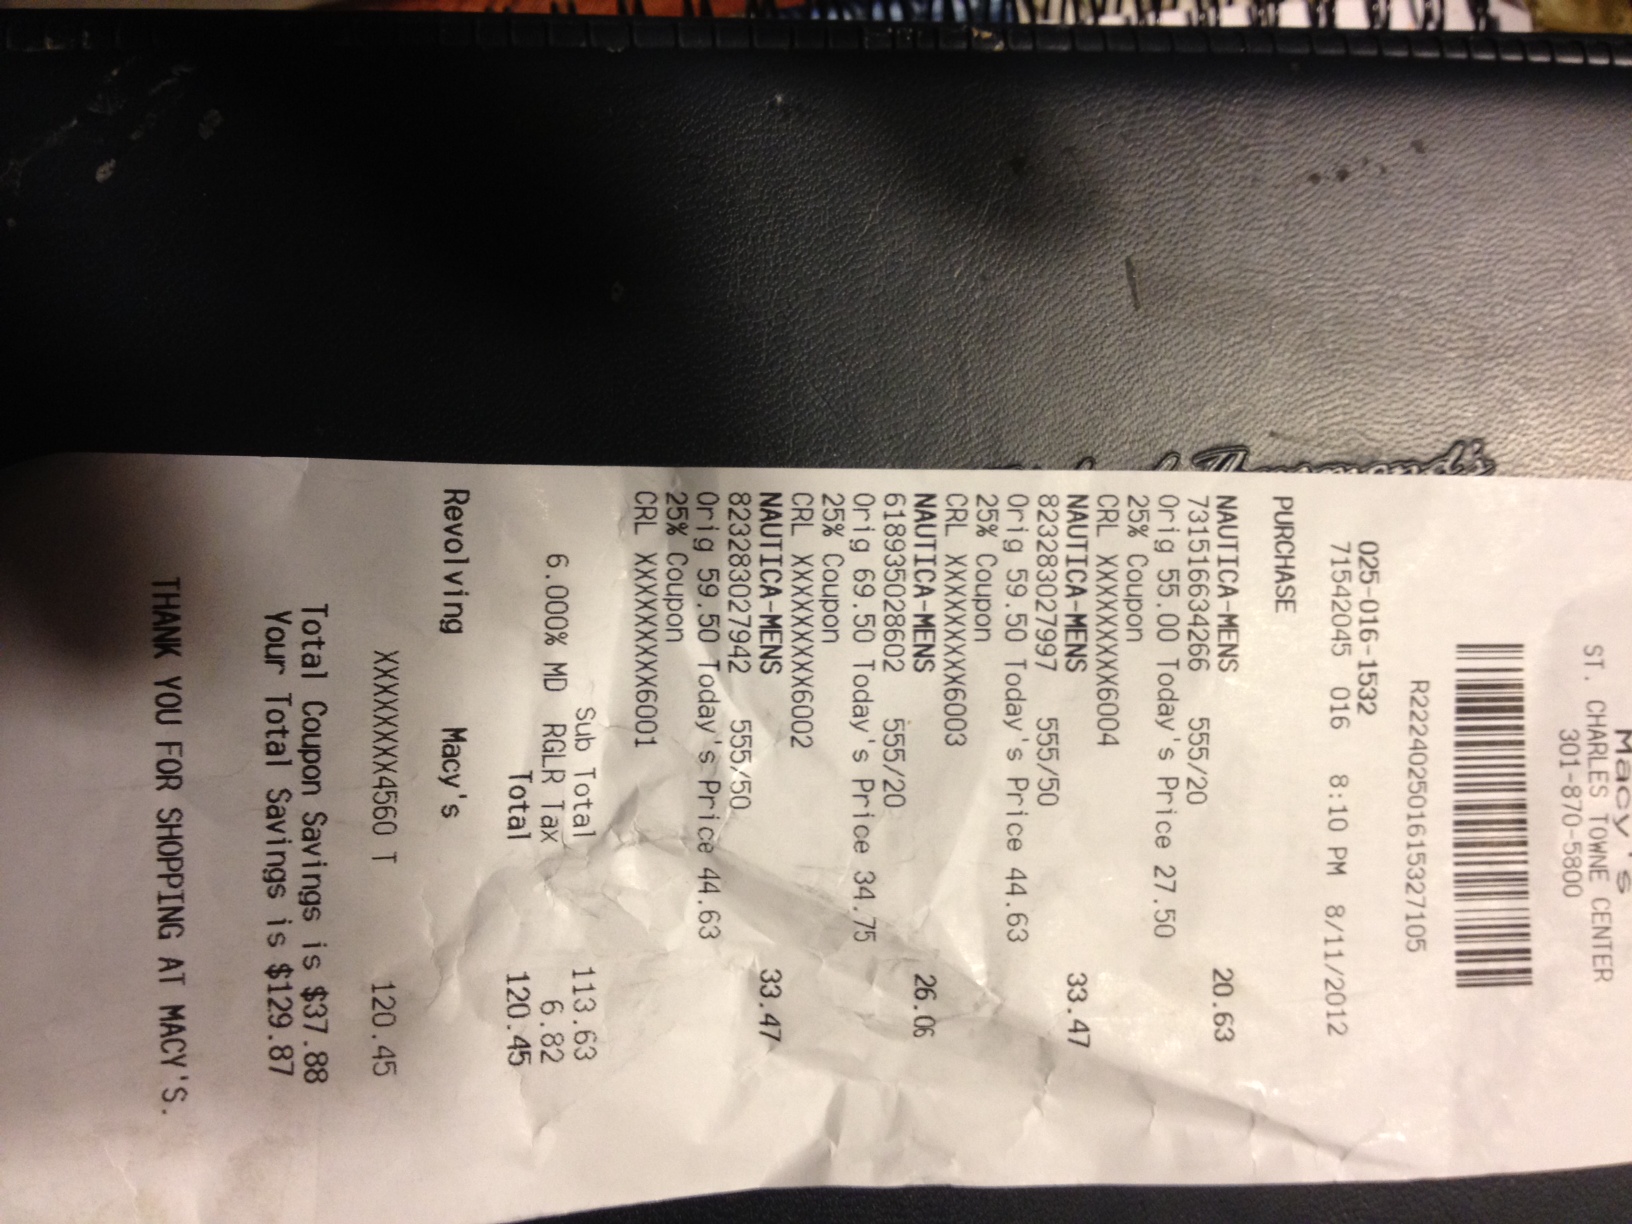 Macy's
ST. CHARLES TOWNE CENTER
301-870-5800
R222402501615327105
025-016-1532
71542045 016 8:10 PM 8/11/2012
PURCHASE
NAUTICA-MENS 20.63
731516634266 555/20
Orig 55.00 Today's Price 27.50
25% Coupon
CRL XXXXXXXXX6004
NAUTICA-MENS 33.47
823283027997 555/50
Orig 59.50 Today's Price 44.63
25% Coupon
CRL XXXXXXXXX6003
NAUTICA-MENS 26.06
618935028602 555/20
Orig 69.50 Today's Price 34.75
25% Coupon
CRL XXXXXXXXX6002
NAUTICA-MENS 33.47
823283027942 555/50
Orig 59.50 Today's Price 44.63
25% Coupon
CRL XXXXXXXXX6001
Sub Total 113.63
6.000% MD RGLR Tax 6.82
Total 120.45
Revolving Macy's
XXXXXXXX4560 T 120.45
Total Coupon Savings is $37.88
Your Total Savings is $129.87
THANK YOU FOR SHOPPING AT MACY'S.